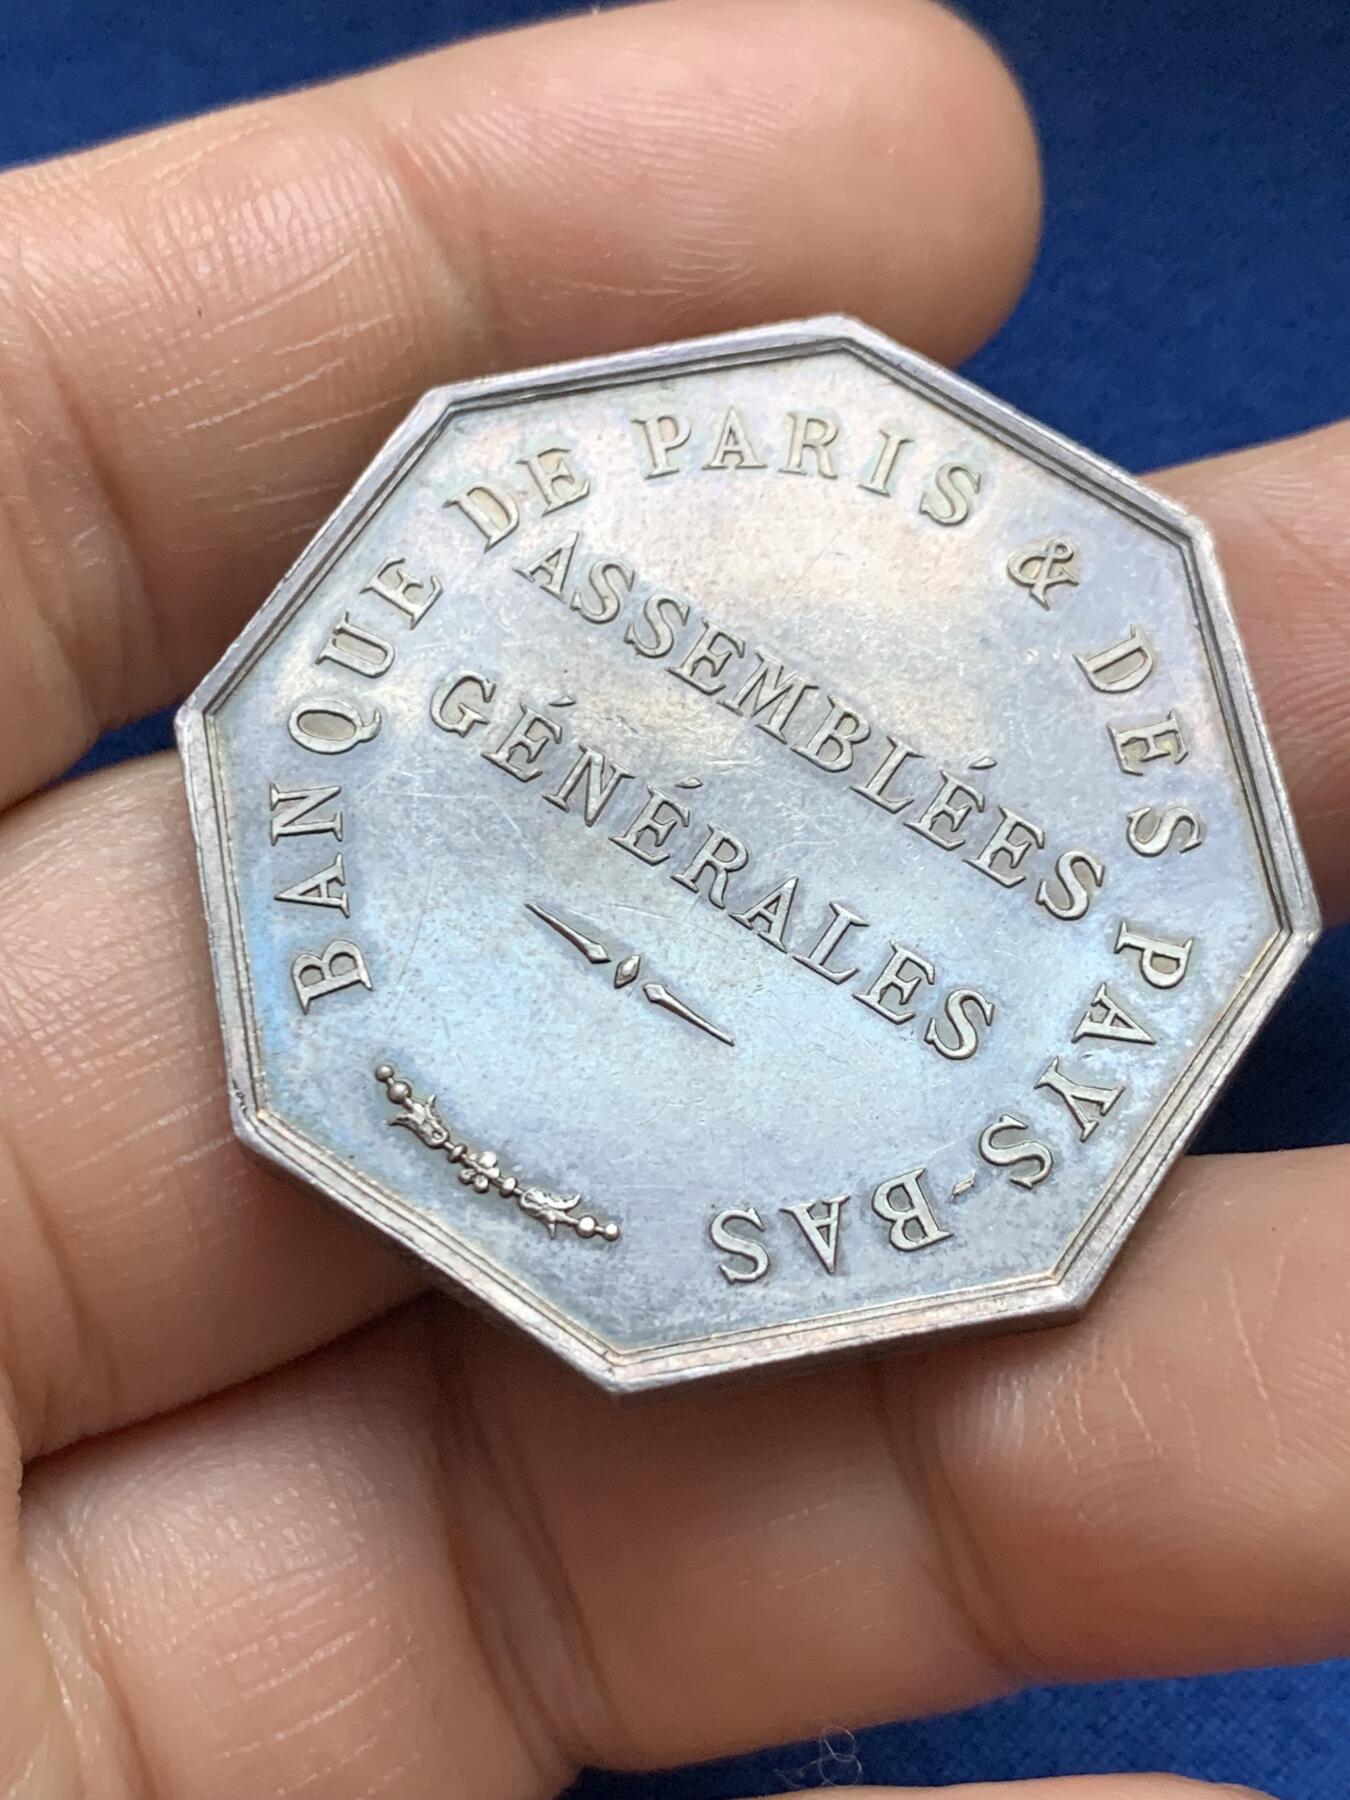 BANQUE DE PARIS & DES PAYS-BAS
ASSEMBLÉES
GÉNÉRALES